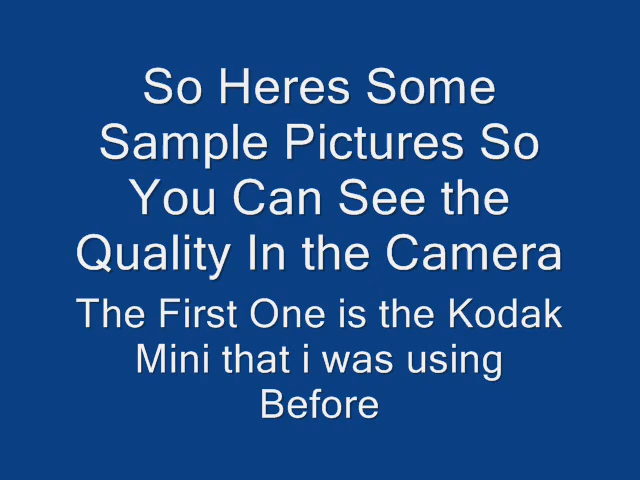 So Heres Some
Sample Pictures So
You Can See the
Quality In the Camera
The First One is the Kodak
Mini that i was using
Before